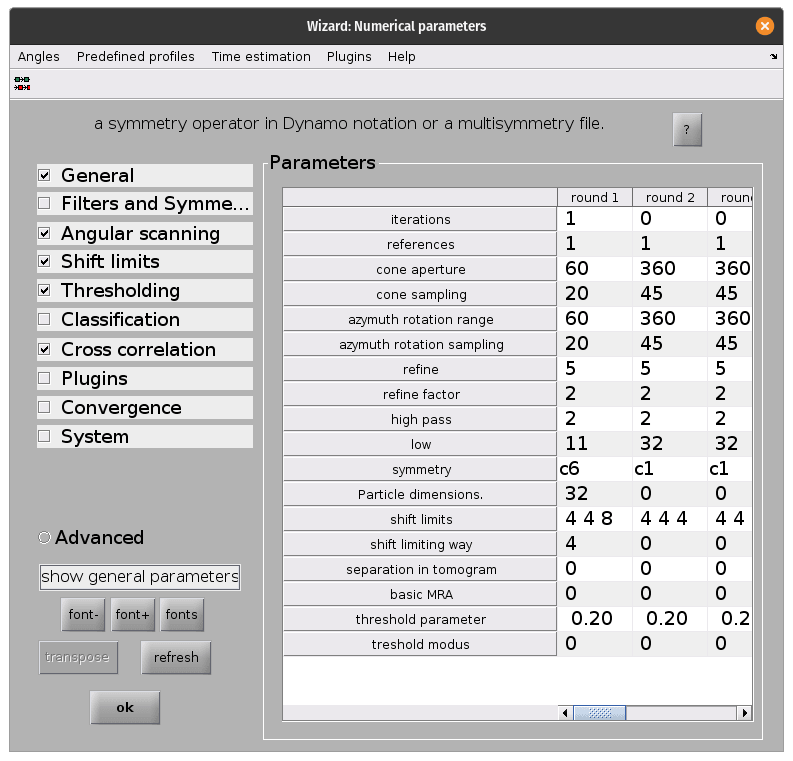 Wizard: Numerical parameters
Angles Predefined profiles Time estimation Plugins Help
a symmetry operator in Dynamo notation or a multisymmetry file.
?
General
Filters and Symme...
Angular scanning
Shift limits
Thresholding
Classification
Cross correlation
Plugins
Convergence
System
Advanced
show general parameters
font- font+ fonts
transpose refresh
ok
Parameters
round 1 round 2 roun
iterations 1 0 0
references 1 1 1
cone aperture 60 360 360
cone sampling 20 45 45
azymuth rotation range 60 360 360
azymuth rotation sampling 20 45 45
refine 5 5 5
refine factor 2 2 2
high pass 2 2 2
low 11 32 32
symmetry c6 c1 c1
Particle dimensions. 32 0 0
shift limits 4 4 8 4 4 4 4 4
shift limiting way 4 0 0
separation in tomogram 0 0 0
basic MRA 0 0 0
threshold parameter 0.20 0.20 0.2
treshold modus 0 0 0